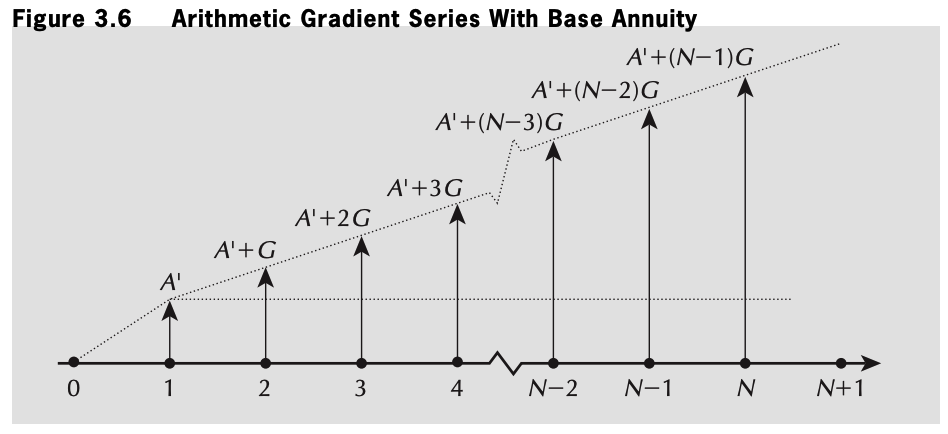 Figure 3.6 Arithmetic Gradient Series With Base Annuity
A'+(N−1)G
A'+(N−2)G
A'+(N−3)G
A'+3G
A'+2G
A'+G
A'
0 1 2 3 4 N−2 N−1 N N+1